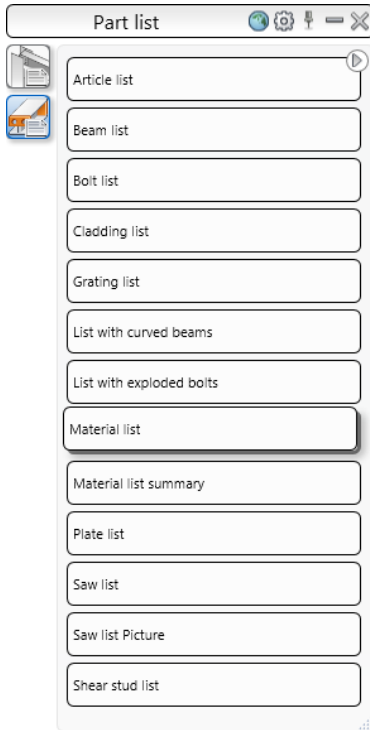 Part list
Article list
Beam list
Bolt list
Cladding list
Grating list
List with curved beams
List with exploded bolts
Material list
Material list summary
Plate list
Saw list
Saw list Picture
Shear stud list